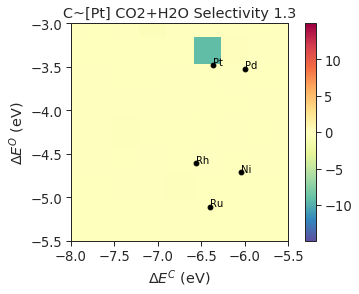 C~[Pt] CO2+H2O Selectivity 1.3
−3.0
−3.5
−4.0
−4.5
−5.0
−5.5
ΔE^O (eV)
Pt
Pd
Rh
Ni
Ru
−8.0 −7.5 −7.0 −6.5 −6.0 −5.5
ΔE^C (eV)
10
5
0
−5
−10